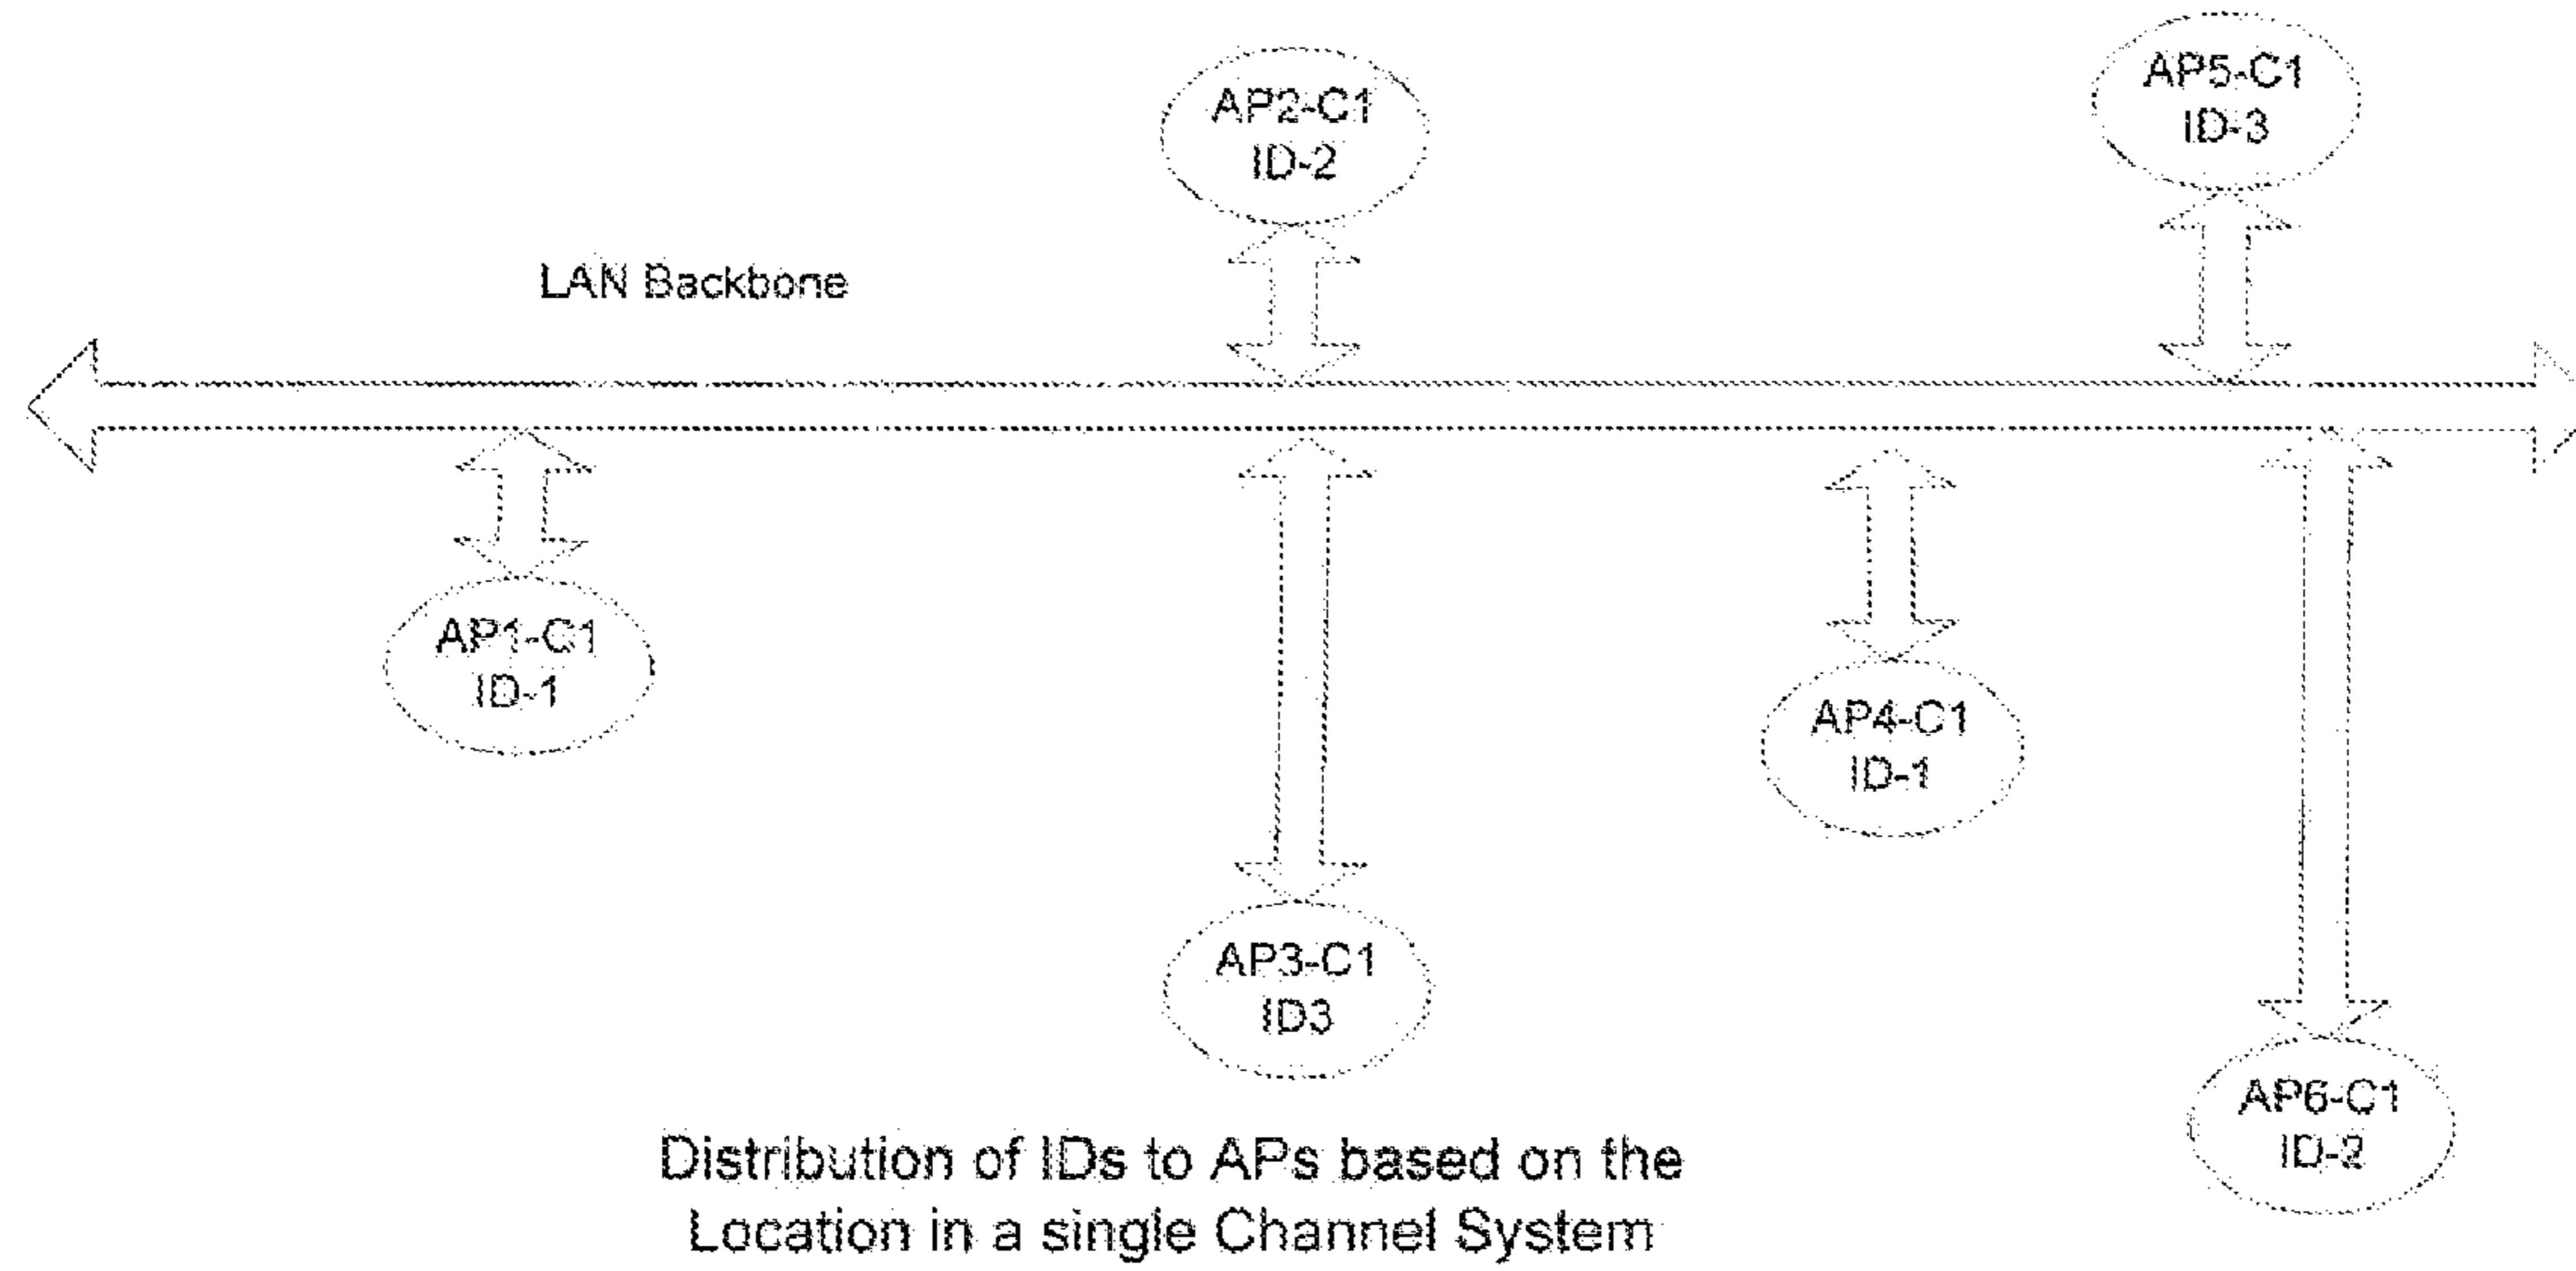 AP5-C1
ID-3
AP2-C1
ID-2
LAN Backbone
AP1-C1
ID-1
AP4-C1
ID-1
AP3-C1
ID3
AP6-C1
ID-2
Distribution of IDs to APs based on the
Location in a single Channel System